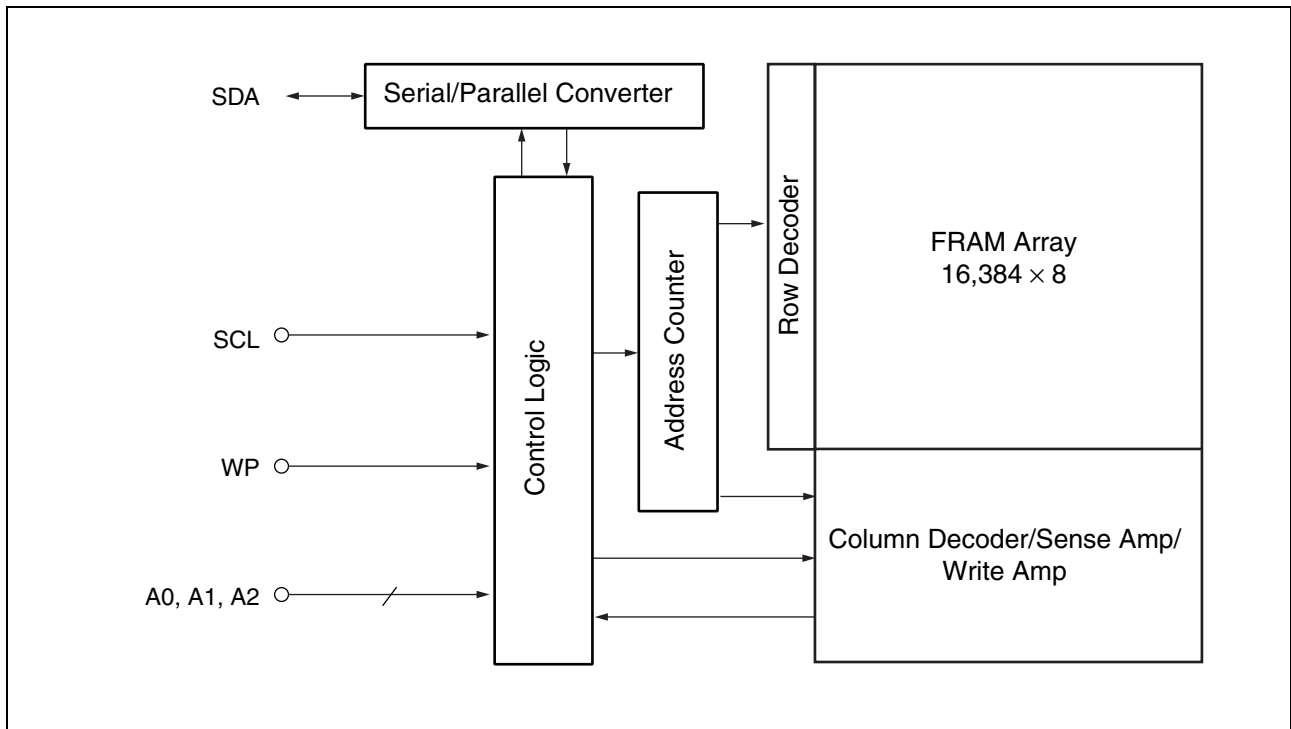 SDA
Serial/Parallel Converter
SCL
WP
A0, A1, A2
Control Logic
Address Counter
Row Decoder
FRAM Array
16,384 × 8
Column Decoder/Sense Amp/
Write Amp